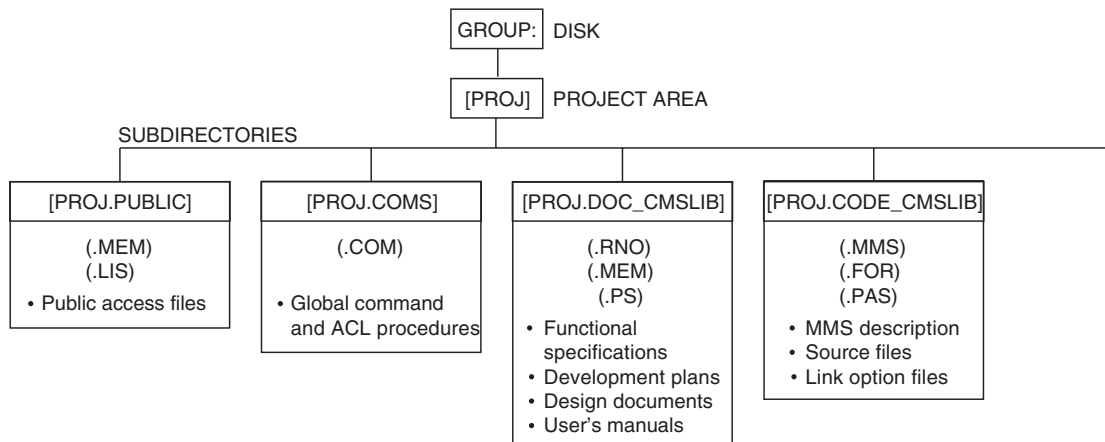 GROUP: DISK
[PROJ] PROJECT AREA
SUBDIRECTORIES
[PROJ.PUBLIC]
(.MEM)
(.LIS)
• Public access files
[PROJ.COMS]
(.COM)
• Global command
and ACL procedures
[PROJ.DOC_CMSLIB]
(.RNO)
(.MEM)
(.PS)
• Functional
specifications
• Development plans
• Design documents
• User's manuals
[PROJ.CODE_CMSLIB]
(.MMS)
(.FOR)
(.PAS)
• MMS description
• Source files
• Link option files